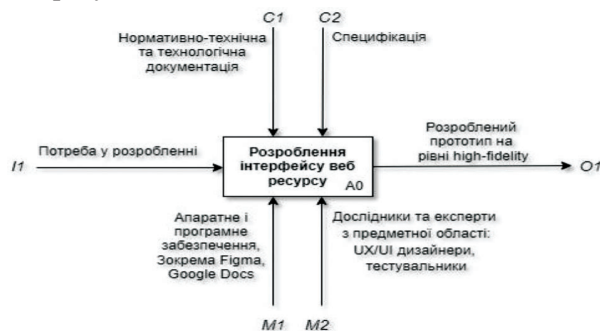 C1
C2
Нормативно-технічна
та технологічна
документація
Специфікація
Потреба у розробленні
I1
Розроблення
інтерфейсу веб
ресурсу
A0
Розроблений
прототип на
рівні high-fidelity
O1
Апаратне і
програмне
забезпечення,
Зокрема Figma,
Google Docs
Дослідники та експерти
з предметної області:
UX/UI дизайнери,
тестувальники
M1
M2